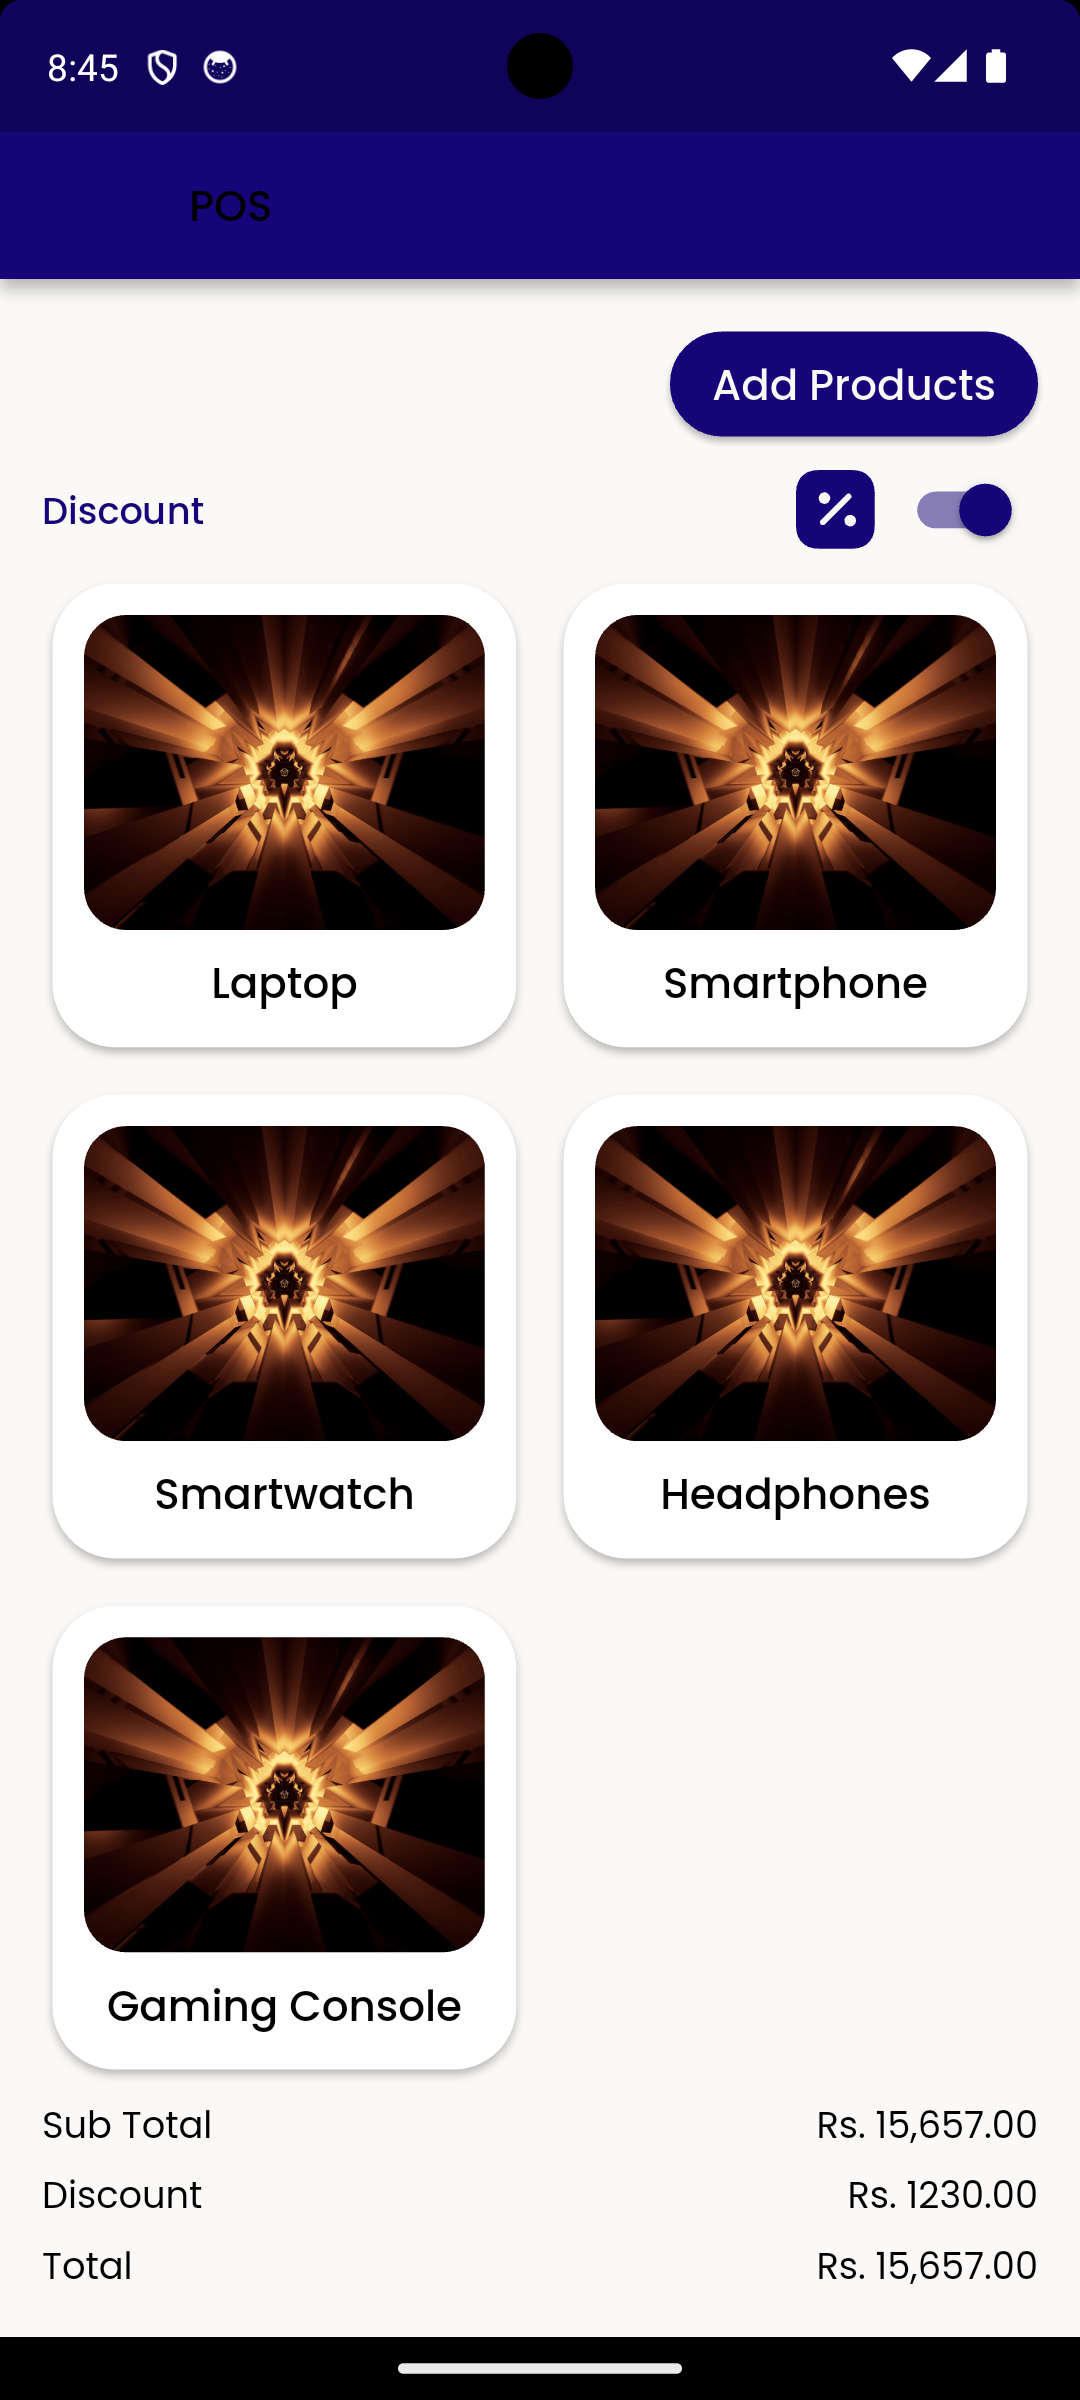 8:45
POS
Add Products
Discount
Laptop
Smartphone
Smartwatch
Headphones
Gaming Console
Sub Total Rs. 15,657.00
Discount Rs. 1230.00
Total Rs. 15,657.00